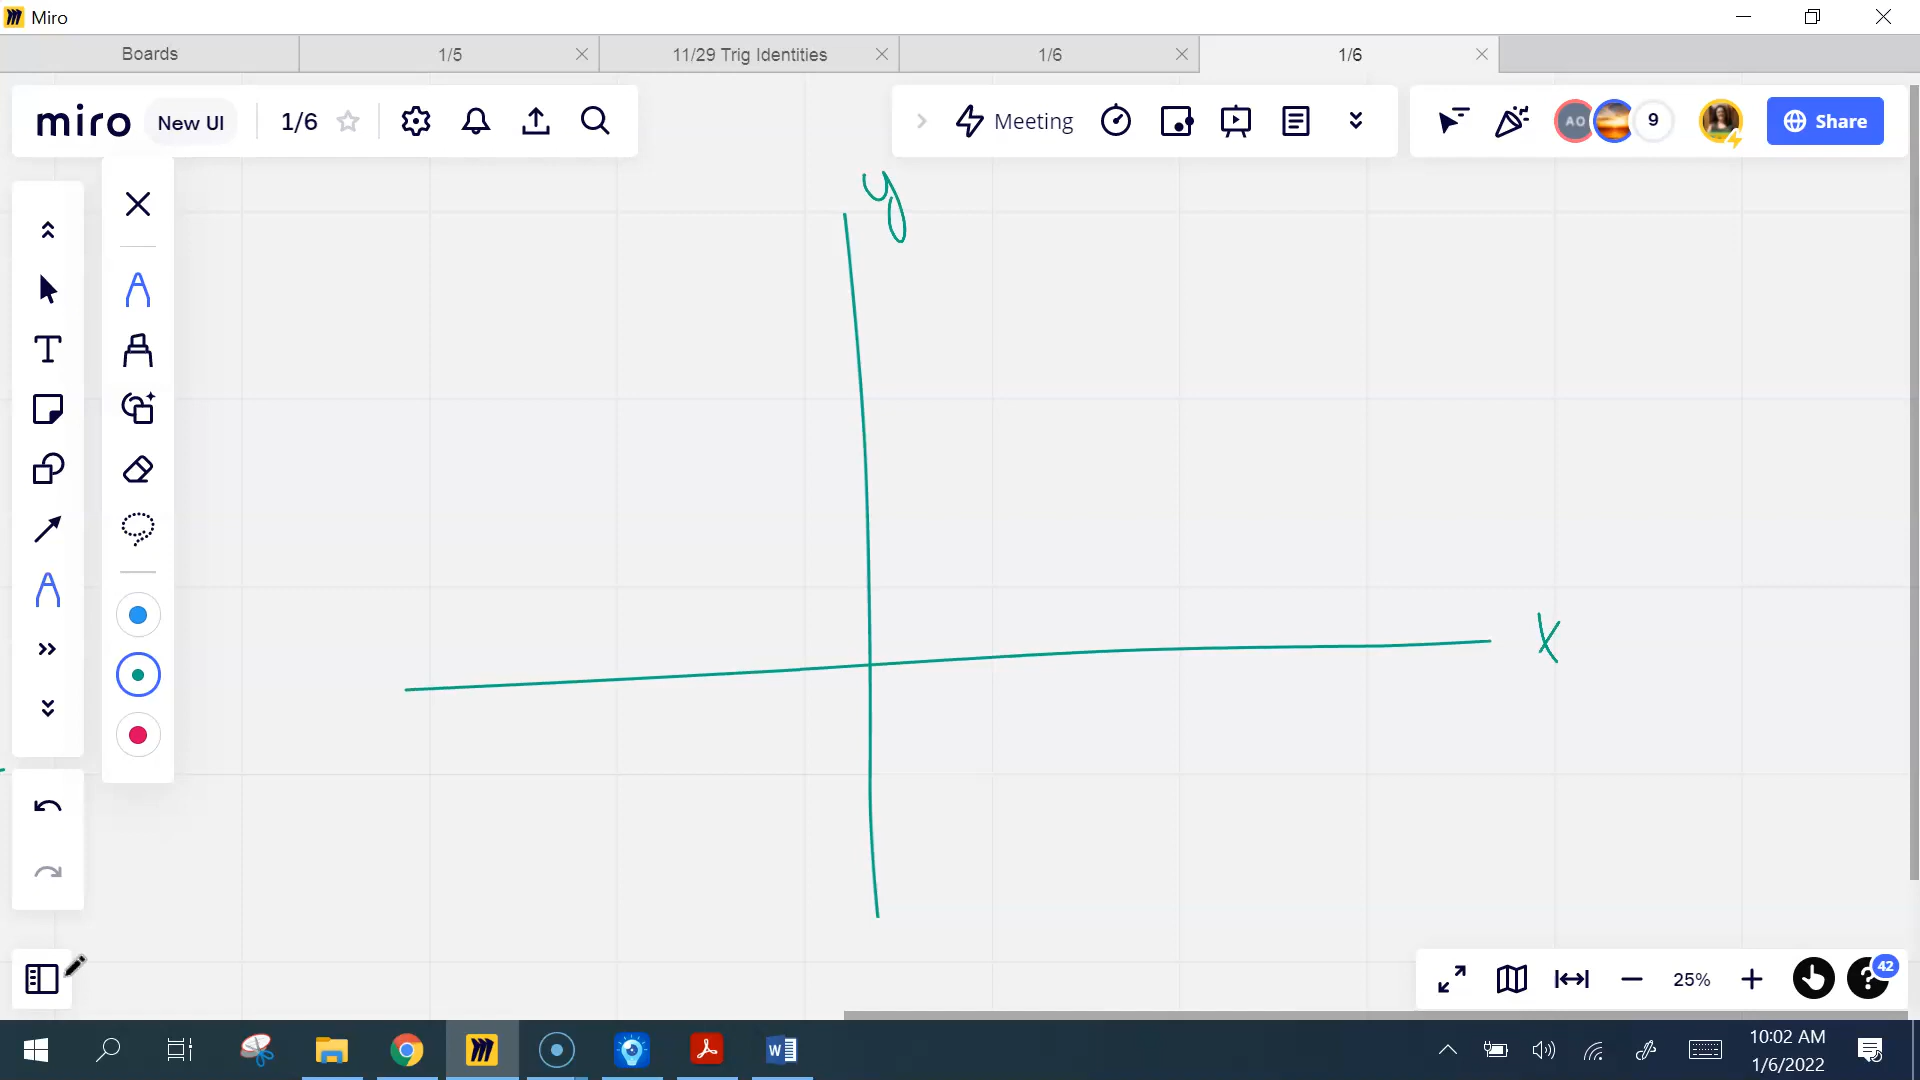 Miro
Boards 1/5 11/29 Trig Identities 1/6 1/6
miro New UI 1/6 Meeting AO 9 Share
y
x
25% 42
10:02 AM
1/6/2022